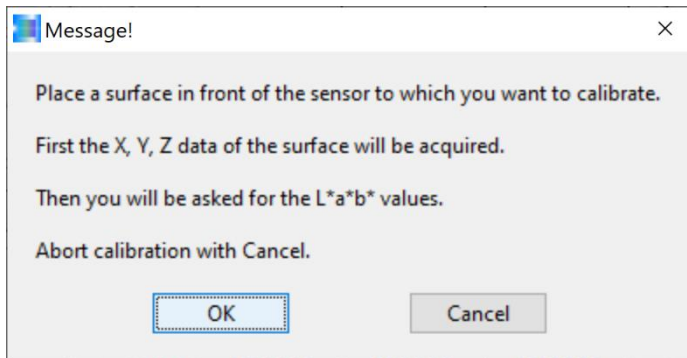 Message!
Place a surface in front of the sensor to which you want to calibrate.
First the X, Y, Z data of the surface will be acquired.
Then you will be asked for the L*a*b* values.
Abort calibration with Cancel.
OK Cancel